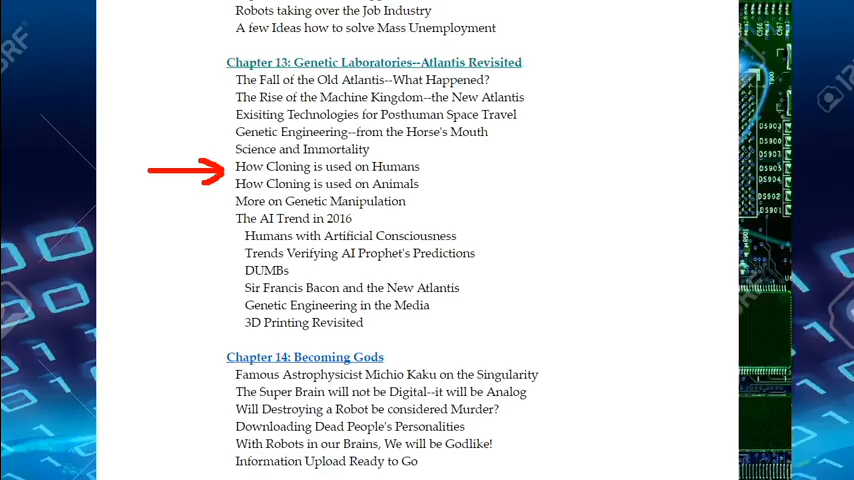 Robots taking over the Job Industry
A few Ideas how to solve Mass Unemployment
Chapter 13: Genetic Laboratories--Atlantis Revisited
The Fall of the Old Atlantis--What Happened?
The Rise of the Machine Kingdom--the New Atlantis
Exisiting Technologies for Posthuman Space Travel
Genetic Engineering--from the Horse's Mouth
Science and Immortality
How Cloning is used on Humans
How Cloning is used on Animals
More on Genetic Manipulation
The AI Trend in 2016
Humans with Artificial Consciousness
Trends Verifying AI Prophet's Predictions
DUMBs
Sir Francis Bacon and the New Atlantis
Genetic Engineering in the Media
3D Printing Revisited
Chapter 14: Becoming Gods
Famous Astrophysicist Michio Kaku on the Singularity
The Super Brain will not be Digital--it will be Analog
Will Destroying a Robot be considered Murder?
Downloading Dead People's Personalities
With Robots in our Brains, We will be Godlike!
Information Upload Ready to Go